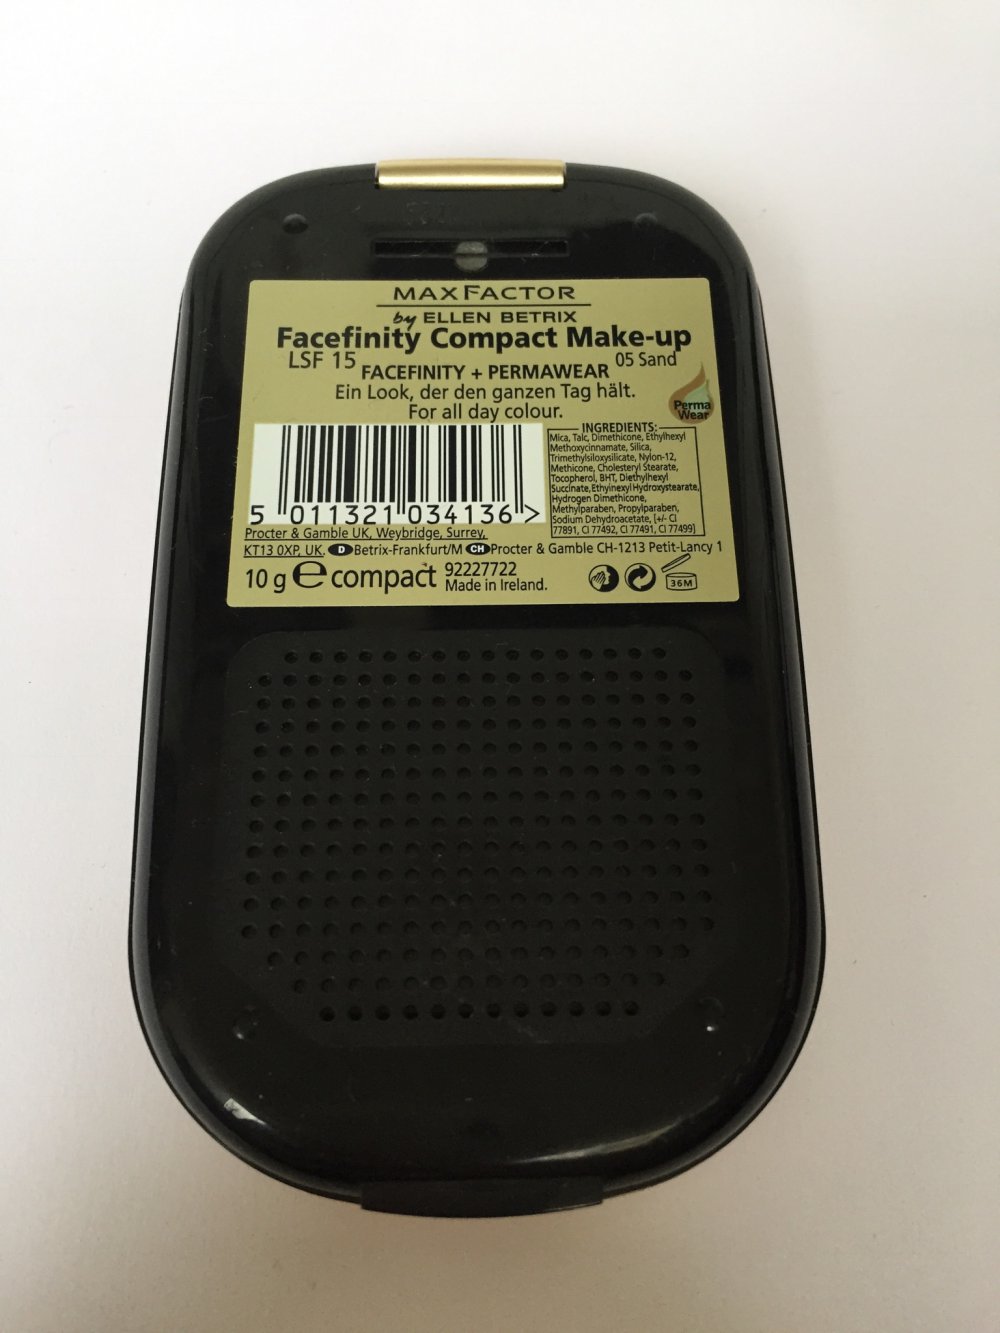 MAX FACTOR
by ELLEN BETRIX
Facefinity Compact Make-up
LSF 15 05 Sand
FACEFINITY + PERMAWEAR
Ein Look, der den ganzen Tag hält.
For all day colour.
Perma
Wear
INGREDIENTS:
Mica, Talc, Dimethicone, Ethylhexyl
Methoxycinnamate, Silica,
Trimethylsiloxysilicate, Nylon-12,
Methicone, Cholesteryl Stearate,
Tocopherol, BHT, Diethylhexyl
Succinate, Ethyinexyl Hydroxystearate,
Hydrogen Dimethicone,
Methylparaben, Propylparaben,
Sodium Dehydroacetate, [+/- CI
77891, CI 77492, CI 77491, CI 77499]
5 011321 034136 >
Procter & Gamble UK, Weybridge, Surrey,
KT13 0XP, UK. D Betrix-Frankfurt/M CH Procter & Gamble CH-1213 Petit-Lancy 1
10 g e compact 92227722
Made in Ireland.
36M